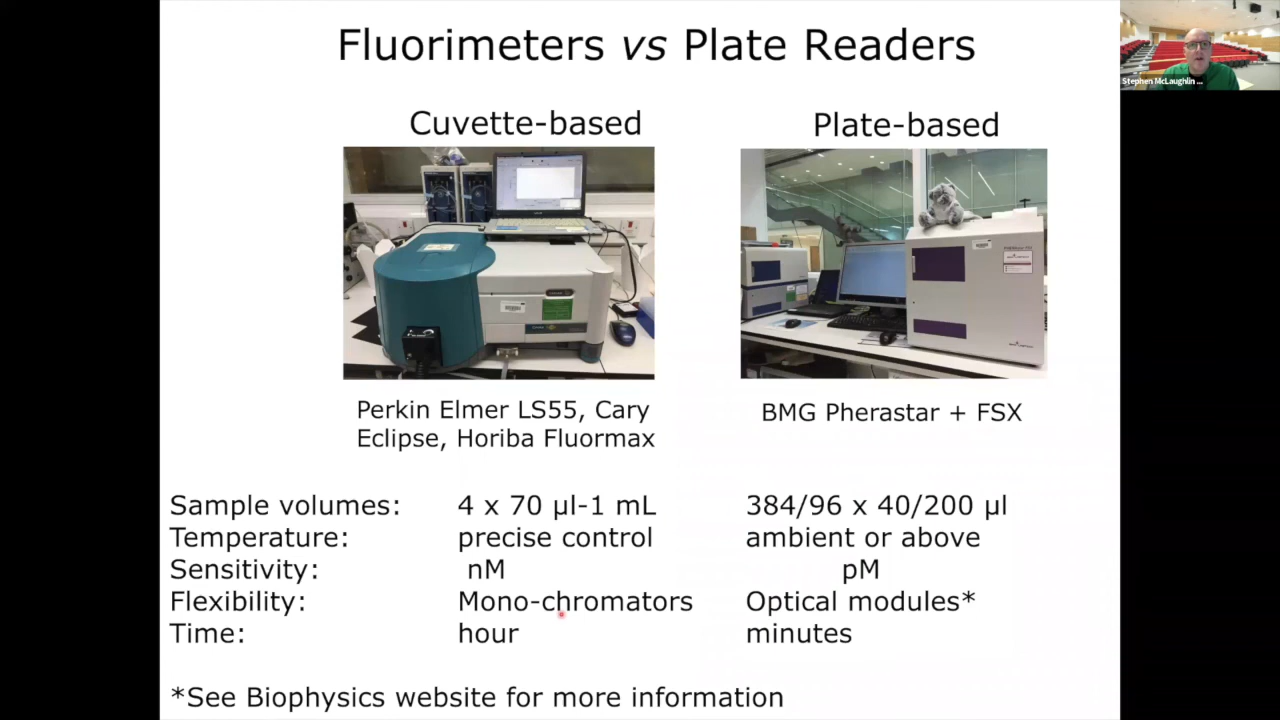 Fluorimeters vs Plate Readers
Stephen McLaughlin ...
Cuvette-based
Plate-based
Perkin Elmer LS55, Cary
Eclipse, Horiba Fluormax
BMG Pherastar + FSX
Sample volumes: 4 x 70 µl-1 mL 384/96 x 40/200 µl
Temperature: precise control ambient or above
Sensitivity: nM pM
Flexibility: Mono-chromators Optical modules*
Time: hour minutes
*See Biophysics website for more information